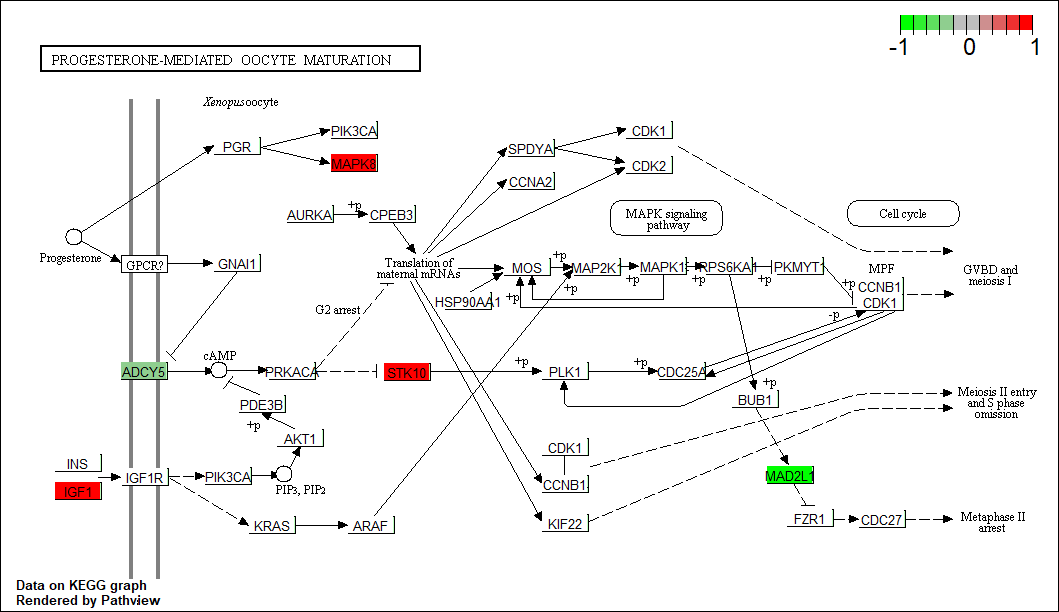 -1 0 1
PROGESTERONE-MEDIATED OOCYTE MATURATION
Xenopus oocyte
PGR
PIK3CA
MAPK8
SPDYA
CCNA2
CDK1
CDK2
AURKA
+p
CPEB3
MAPK signaling
pathway
Cell cycle
Progesterone
GPCR?
GNAI1
Translation of
maternal mRNAs
MOS
+p
MAP2K1
MAPK1
RPS6KA1
PKMYT1
+p
+p
+p
+p
+p
HSP90AA1
+p
MPF
CCNB1
CDK1
GVBD and
meiosis I
G2 arrest
-p
cAMP
ADCY5
PRKACA
STK10
+p
PLK1
+p
CDC25A
+p
BUB1
PDE3B
+p
AKT1
Meiosis II entry
and S phase
omission
INS
IGF1
IGF1R
PIK3CA
PIP3, PIP2
CDK1
CCNB1
MAD2L1
KRAS
ARAF
KIF22
FZR1
CDC27
Metaphase II
arrest
Data on KEGG graph
Rendered by Pathview